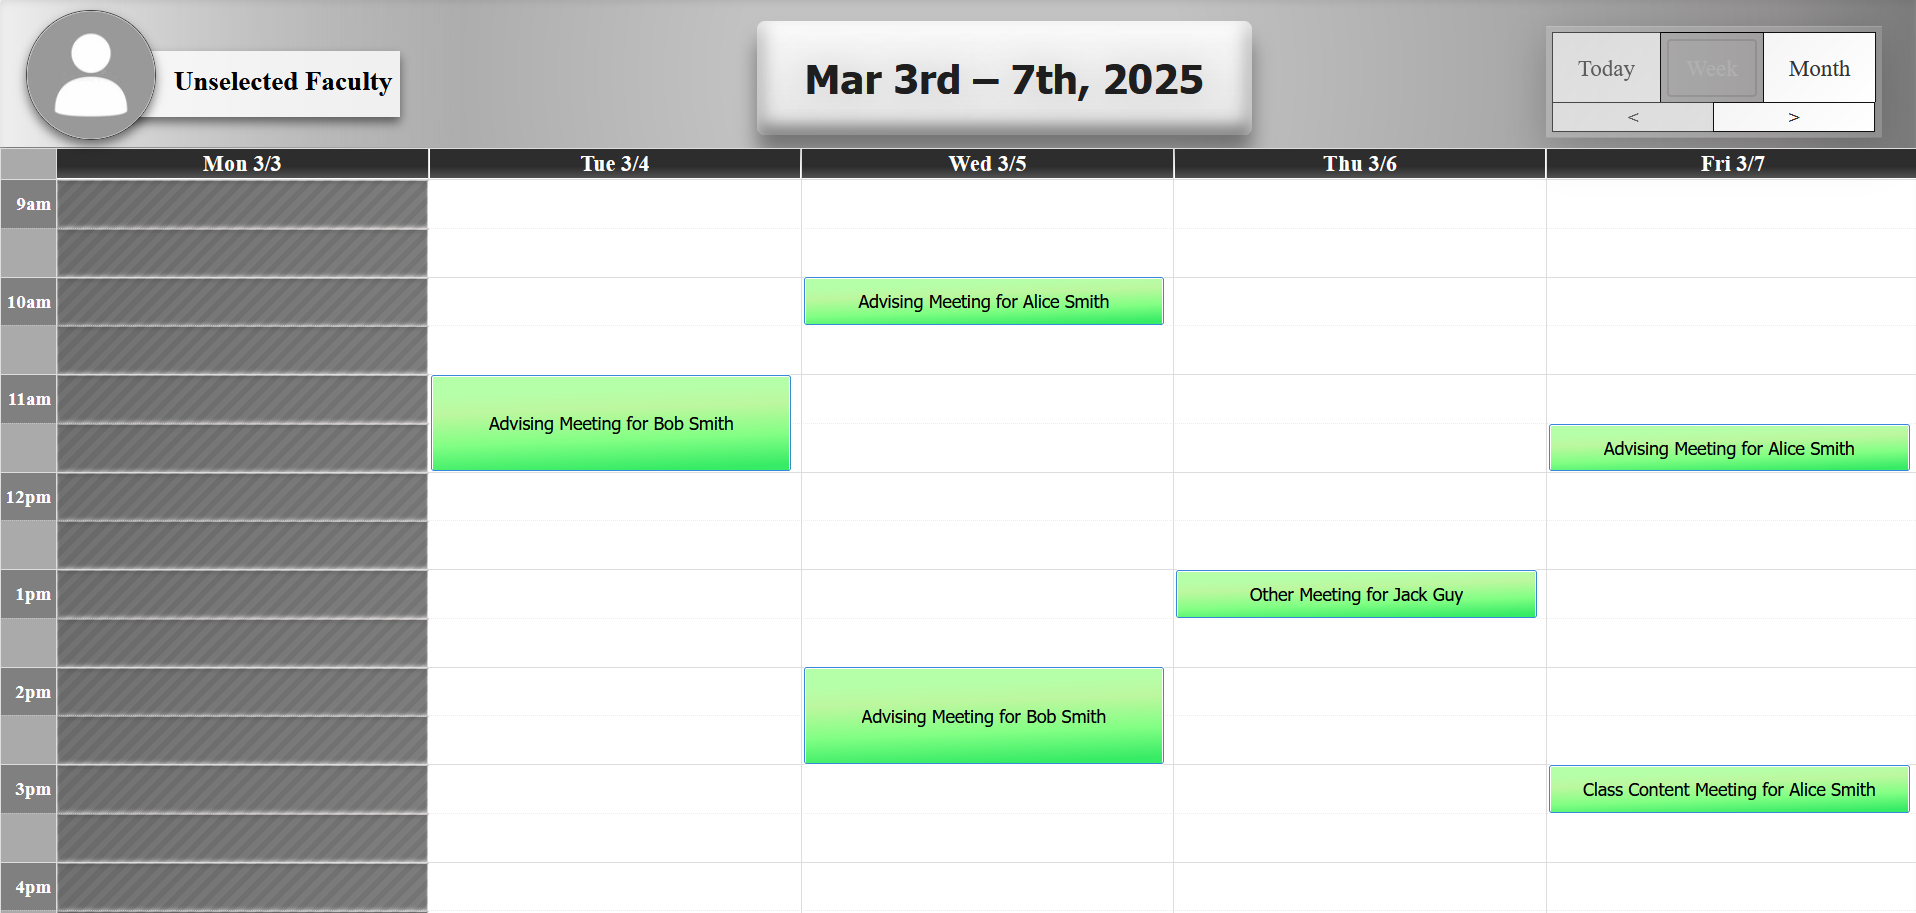 Unselected Faculty
Mar 3rd – 7th, 2025
Today Week Month
< >
Mon 3/3 Tue 3/4 Wed 3/5 Thu 3/6 Fri 3/7
9am
10am Advising Meeting for Alice Smith
11am
Advising Meeting for Bob Smith
Advising Meeting for Alice Smith
12pm
1pm Other Meeting for Jack Guy
2pm
Advising Meeting for Bob Smith
3pm Class Content Meeting for Alice Smith
4pm